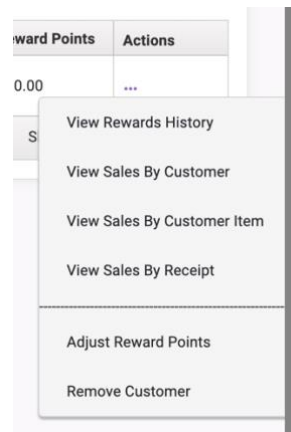 ward Points Actions
0.00 ...
S
View Rewards History
View Sales By Customer
View Sales By Customer Item
View Sales By Receipt
Adjust Reward Points
Remove Customer